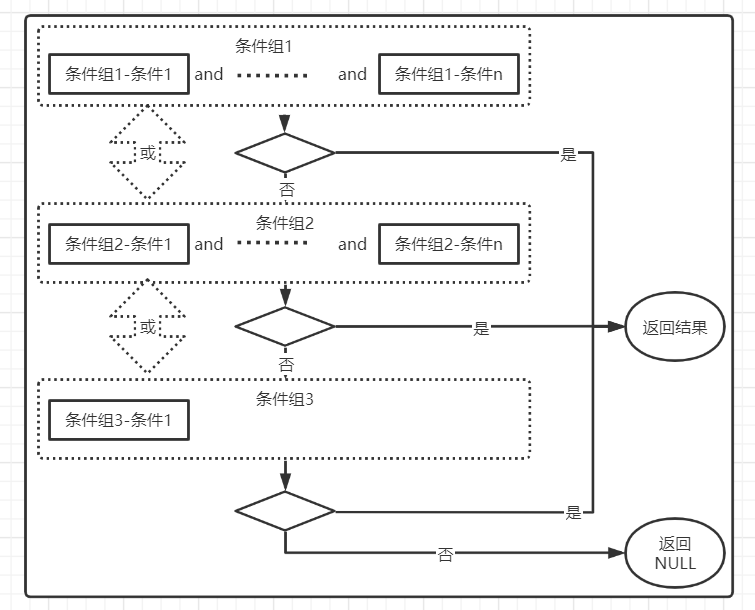 条件组1
条件组1-条件1
and
and
条件组1-条件n
或
是
否
条件组2
条件组2-条件1
and
and
条件组2-条件n
或
是
返回结果
否
条件组3
条件组3-条件1
是
否
返回
NULL